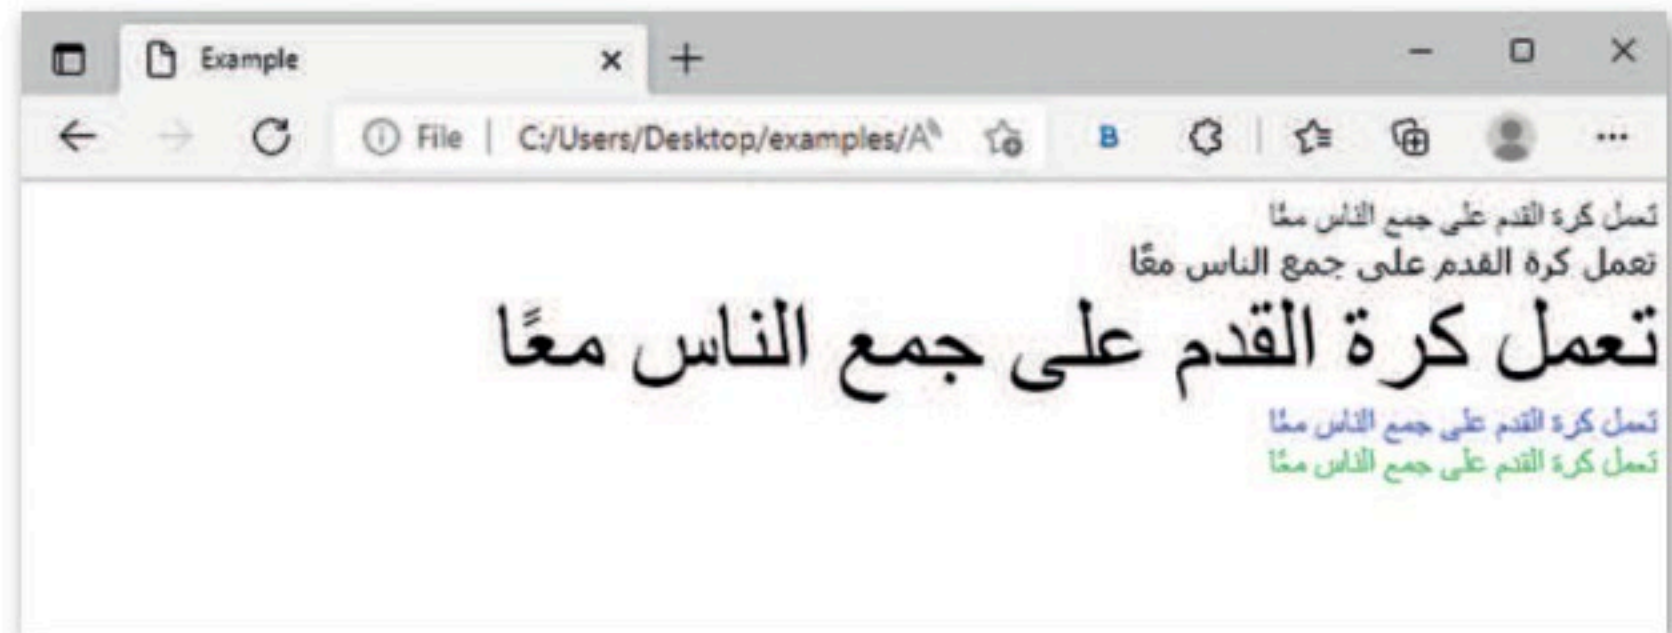 Example
File | C:/Users/Desktop/examples/
تعمل كرة القدم على جمع الناس معًا
تعمل كرة القدم على جمع الناس معًا
تعمل كرة القدم على جمع الناس معًا
تعمل كرة القدم على جمع الناس معًا
تعمل كرة القدم على جمع الناس معًا